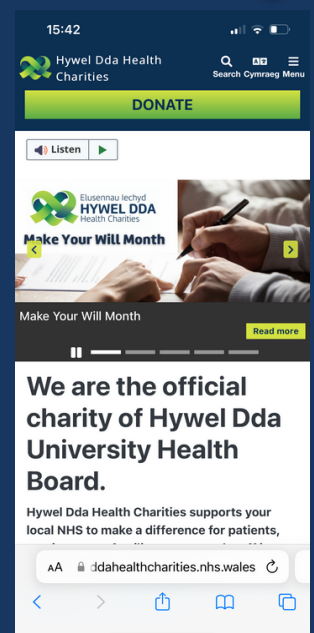 15:42
Hywel Dda Health
Charities
Search Cymraeg Menu
DONATE
Listen
Elusennau Iechyd
HYWEL DDA
Health Charities
Make Your Will Month
Make Your Will Month
Read more
We are the official
charity of Hywel Dda
University Health
Board.
Hywel Dda Health Charities supports your
local NHS to make a difference for patients,
AA ddahealthcharities.nhs.wales